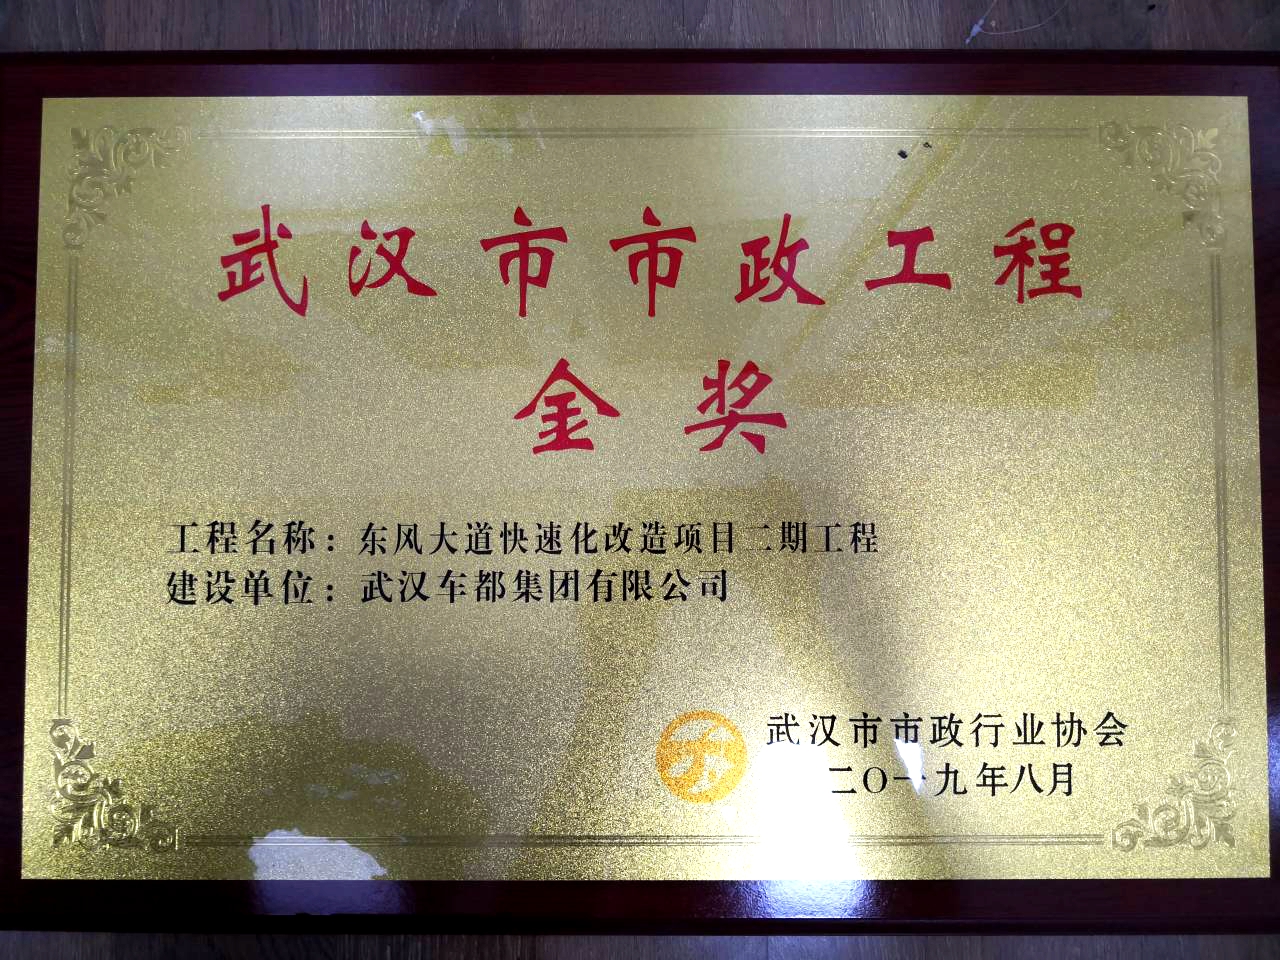 武汉市市政工程
金奖
工程名称：东风大道快速化改造项目二期工程
建设单位：武汉车都集团有限公司
武汉市市政行业协会
二〇一九年八月